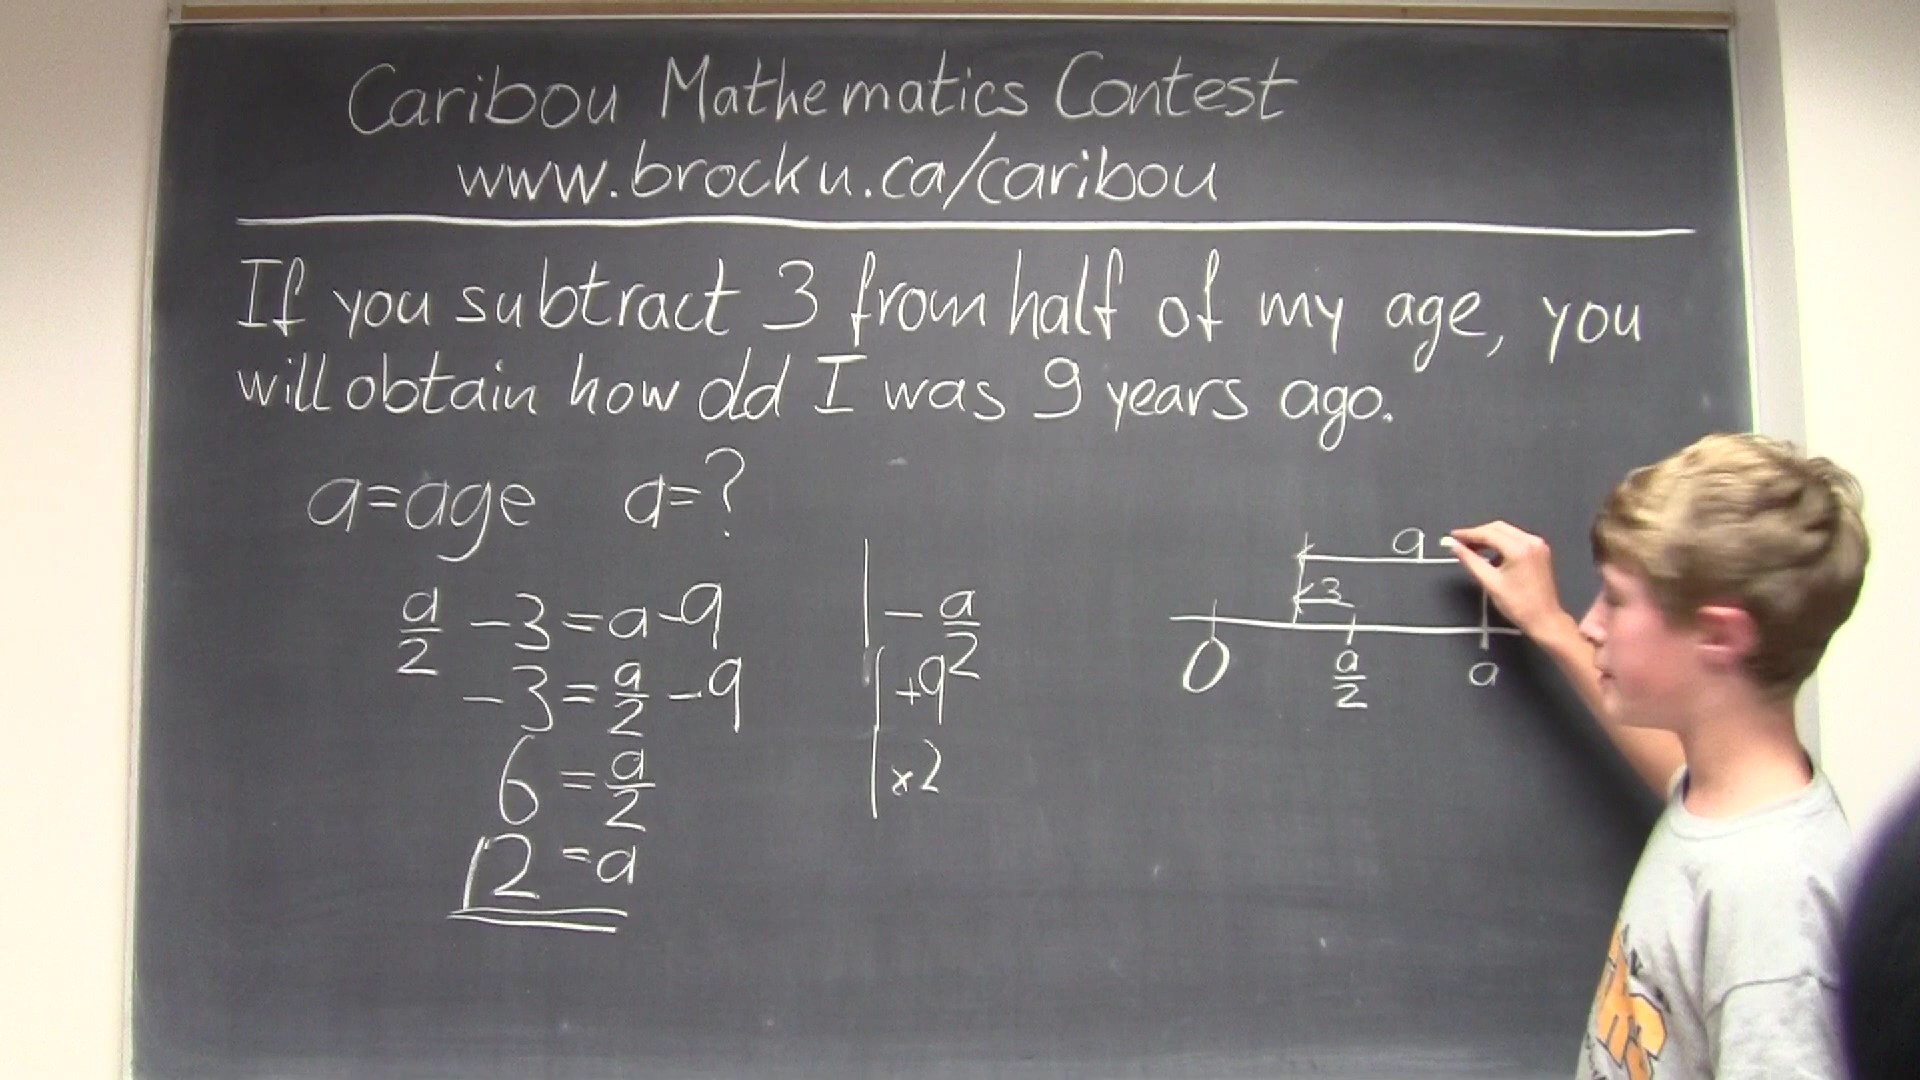 Caribou Mathematics Contest
www.brocku.ca/caribou
If you subtract 3 from half of my age, you
will obtain how old I was 9 years ago.
a=age a=?
a/2 -3=a-9 |- a/2
-3=a/2-9 |+9
6=a/2 |x2
12=a
9
3
0 a/2 a